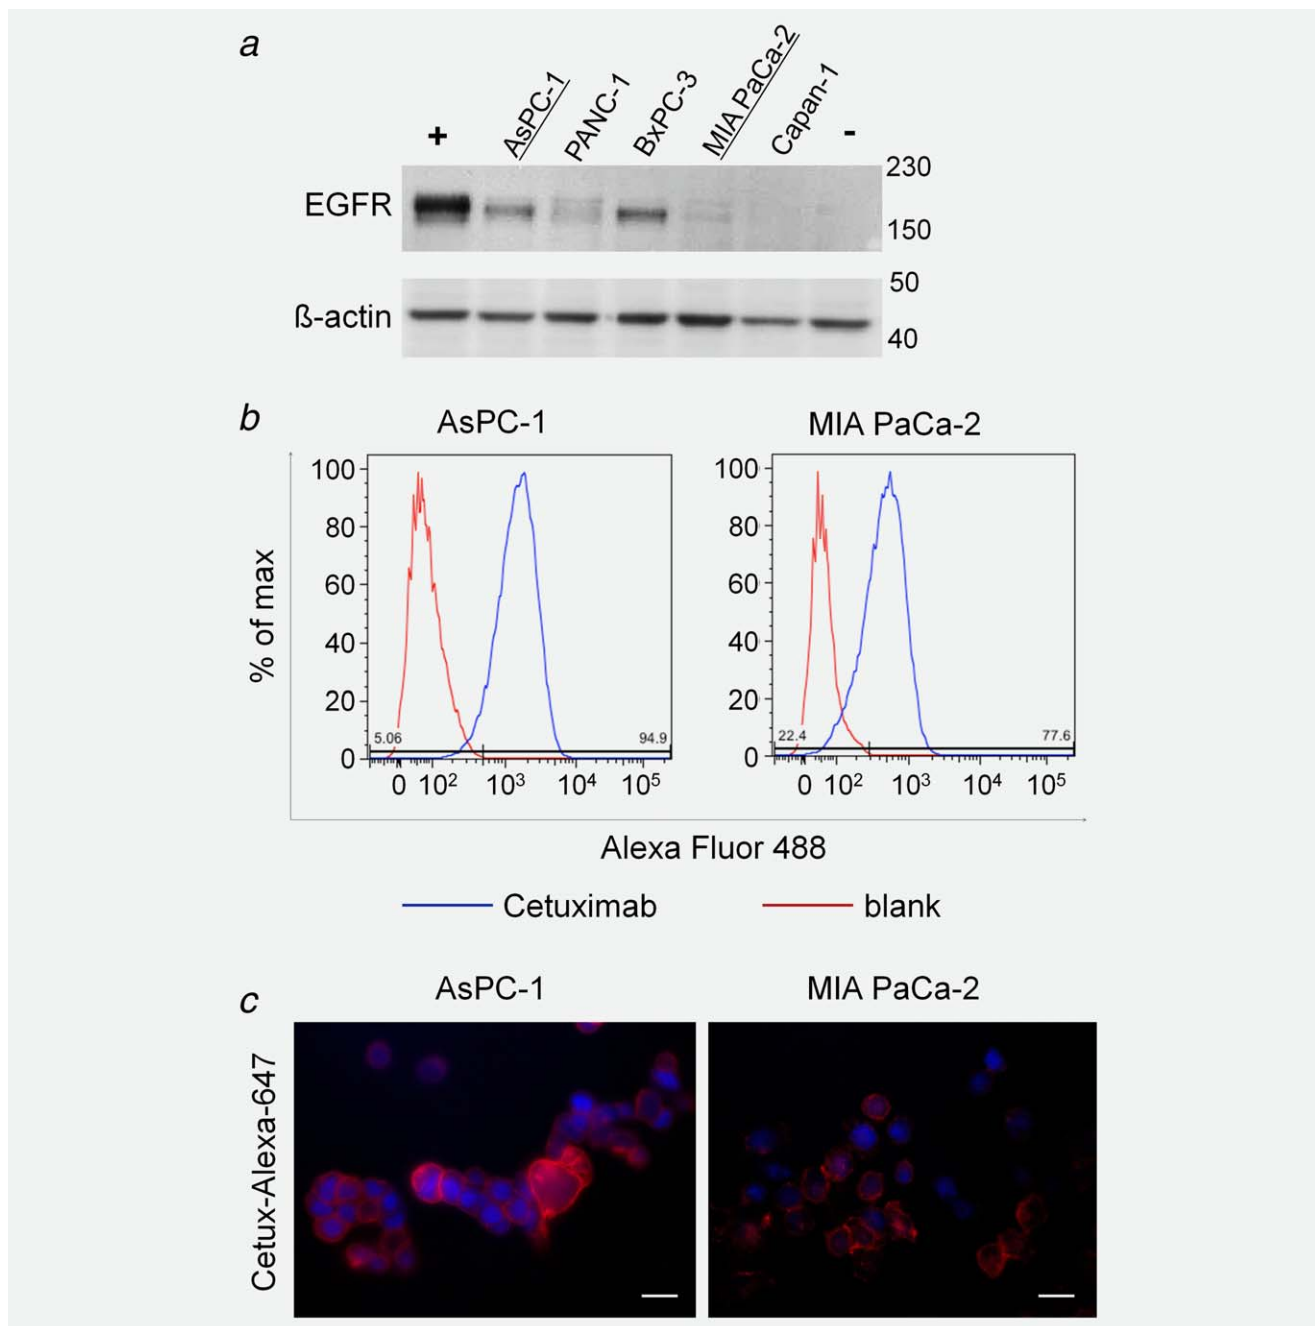 a
+ AsPC-1 PANC-1 BxPC-3 MIA PaCa-2 Capan-1 -
EGFR
230
150
ß-actin
50
40
b
AsPC-1 MIA PaCa-2
% of max
100 100
80 80
60 60
40 40
20 20
5.06 94.9 22.4 77.6
0 0
0 10² 10³ 10⁴ 10⁵ 0 10² 10³ 10⁴ 10⁵
Alexa Fluor 488
Cetuximab blank
c
AsPC-1 MIA PaCa-2
Cetux-Alexa-647